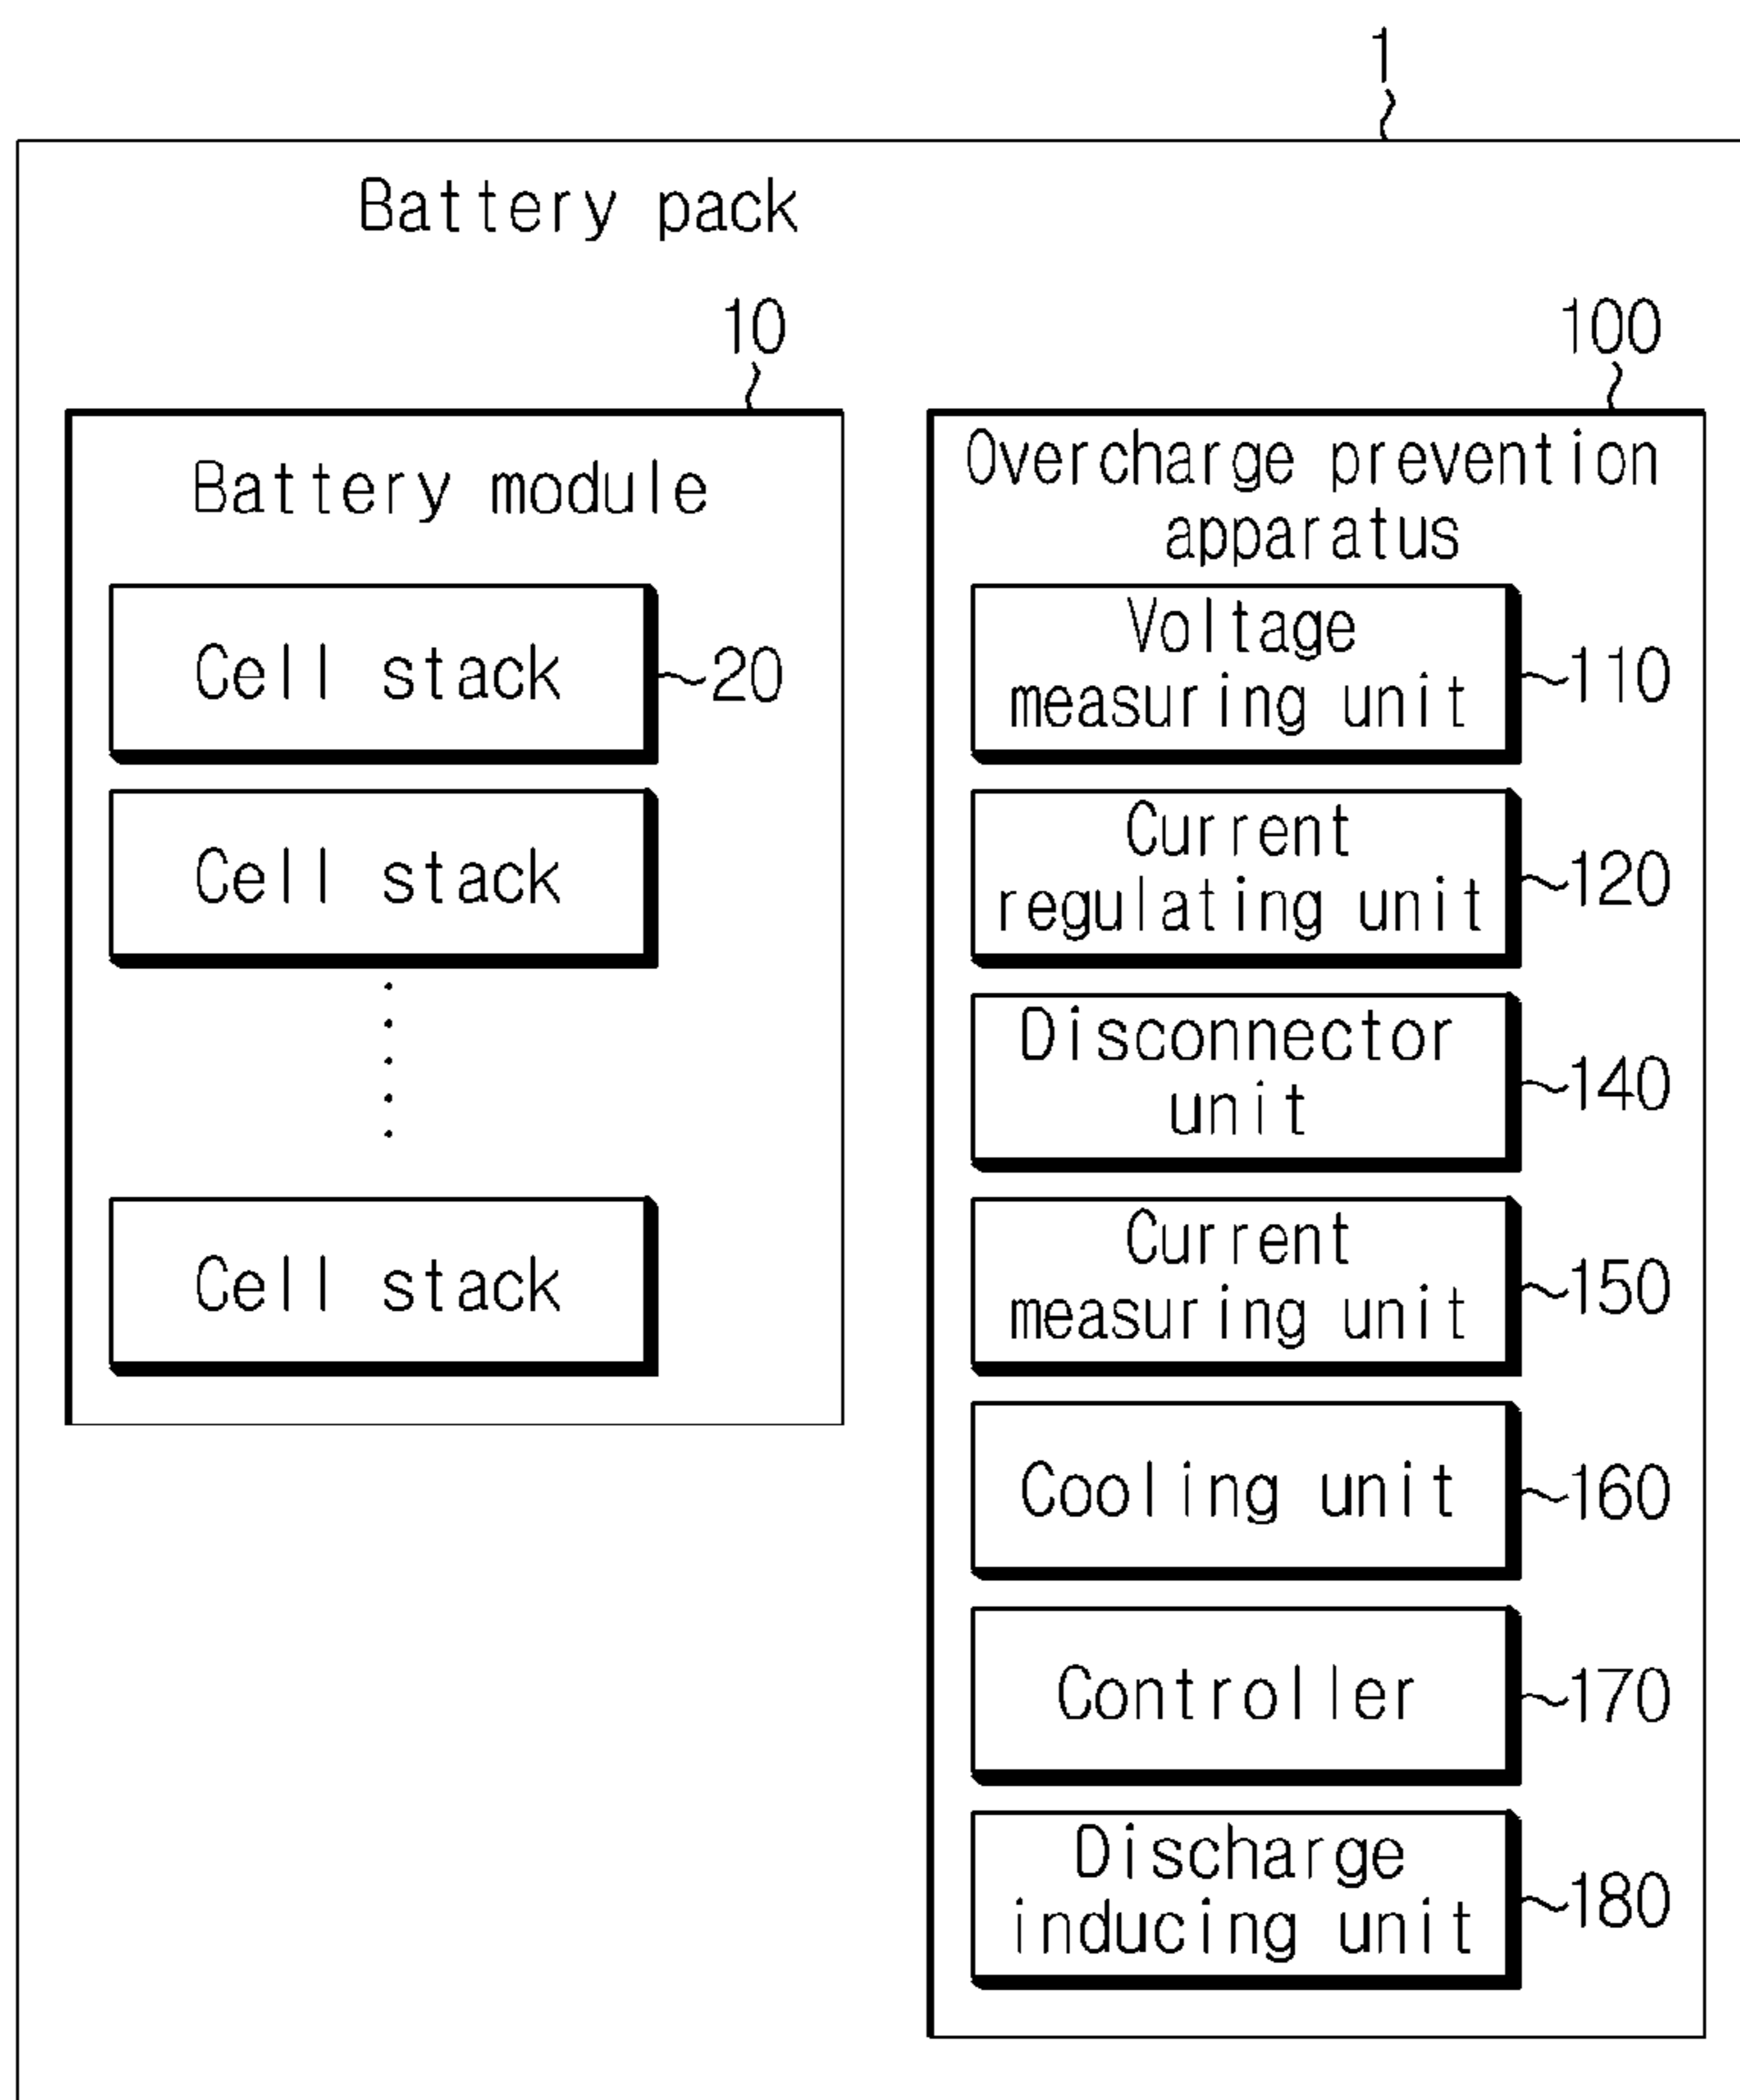 1
Battery pack
10
Battery module
Cell stack
20
Cell stack
Cell stack
100
Overcharge prevention
apparatus
Voltage
measuring unit
110
Current
regulating unit
120
Disconnector
unit
140
Current
measuring unit
150
Cooling unit
160
Controller
170
Discharge
inducing unit
180